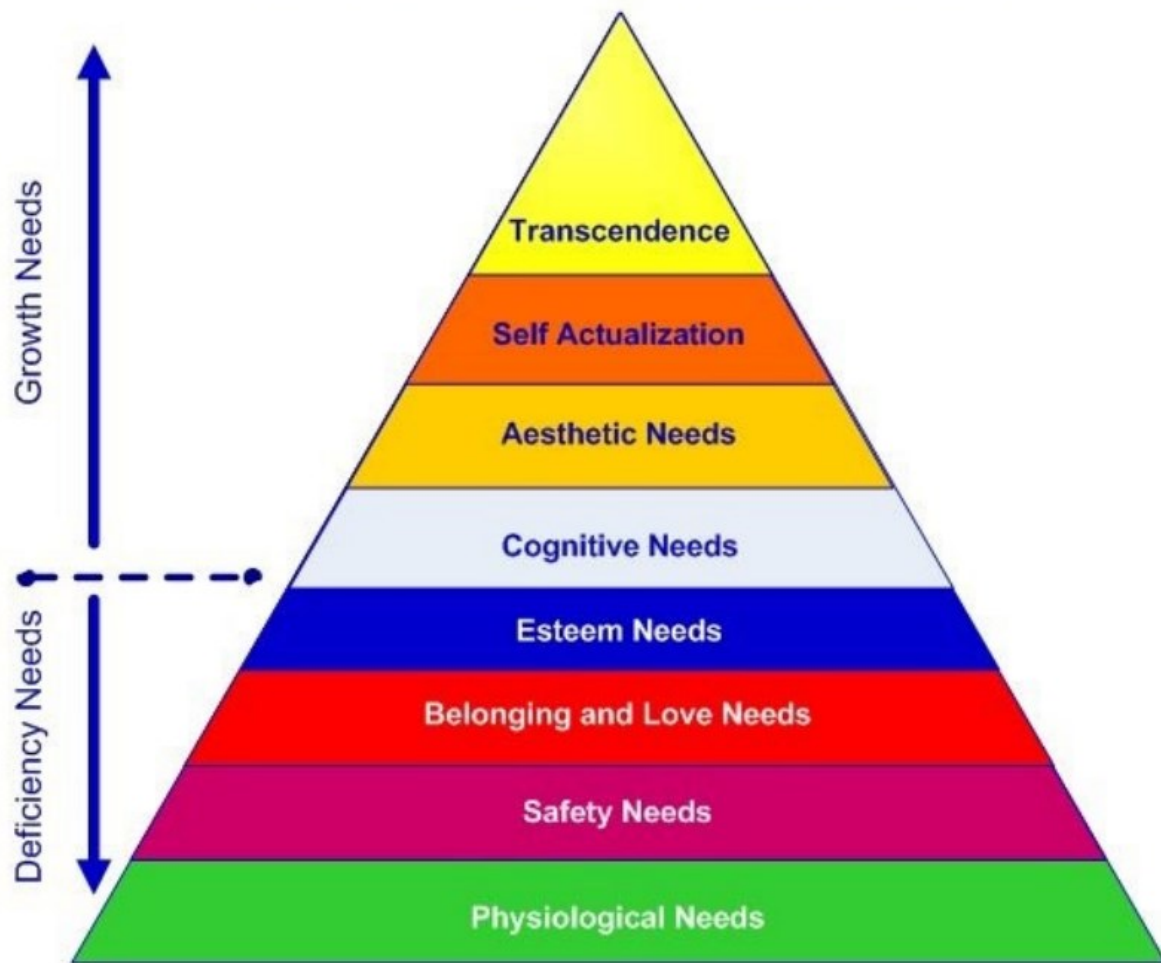 Growth Needs
Deficiency Needs
Transcendence
Self Actualization
Aesthetic Needs
Cognitive Needs
Esteem Needs
Belonging and Love Needs
Safety Needs
Physiological Needs